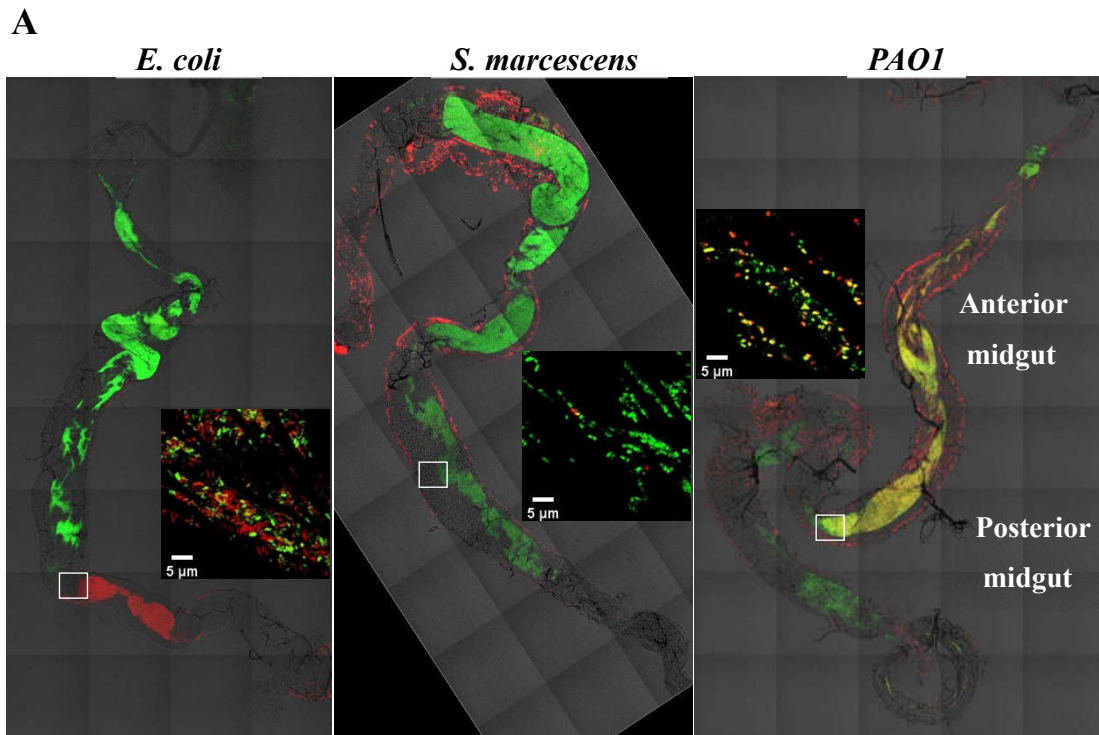 A
E. coli
S. marcescens
PAO1
Anterior
midgut
5 µm
5 µm
5 µm
Posterior
midgut